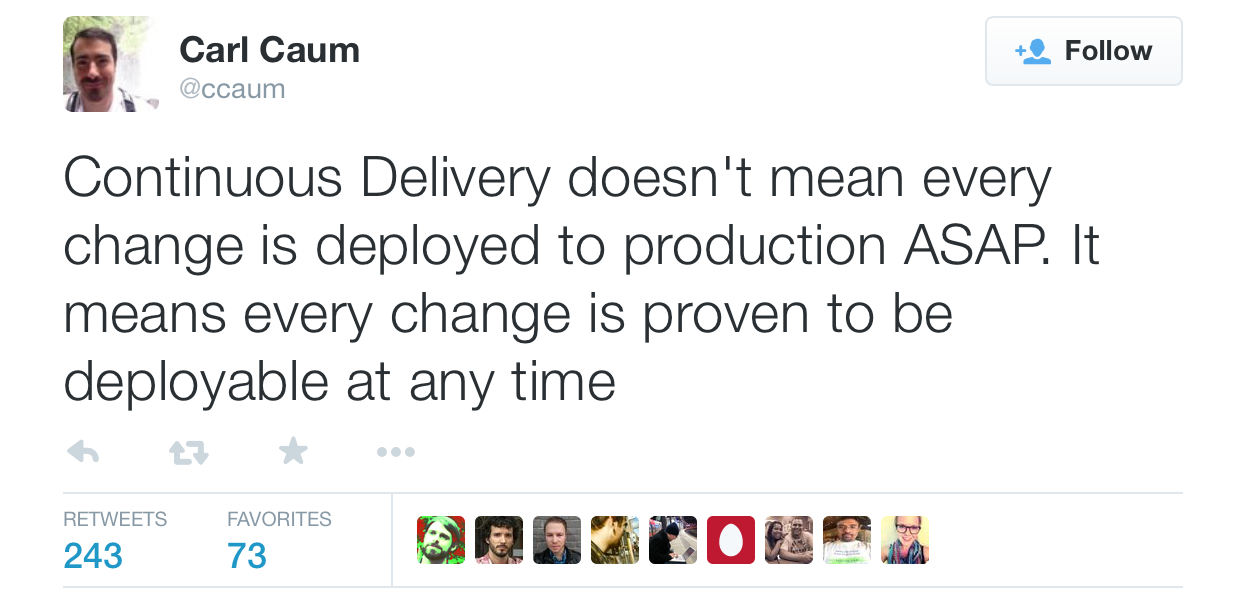 Carl Caum
@ccaum
Follow
Continuous Delivery doesn't mean every
change is deployed to production ASAP. It
means every change is proven to be
deployable at any time
RETWEETS
FAVORITES
243
73